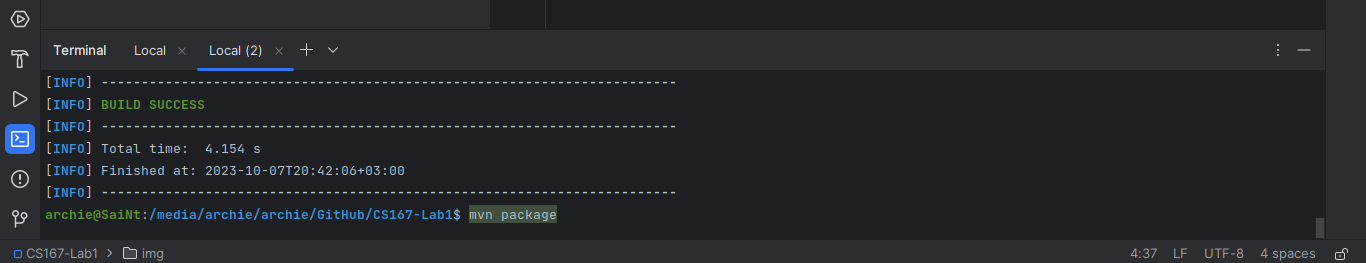 Terminal Local × Local (2) ×
[INFO] ------------------------------------------------------------------------
[INFO] BUILD SUCCESS
[INFO] ------------------------------------------------------------------------
[INFO] Total time:  4.154 s
[INFO] Finished at: 2023-10-07T20:42:06+03:00
[INFO] ------------------------------------------------------------------------
archie@SaiNt:/media/archie/archie/GitHub/CS167-Lab1$ mvn package
CS167-Lab1 > img 4:37 LF UTF-8 4 spaces